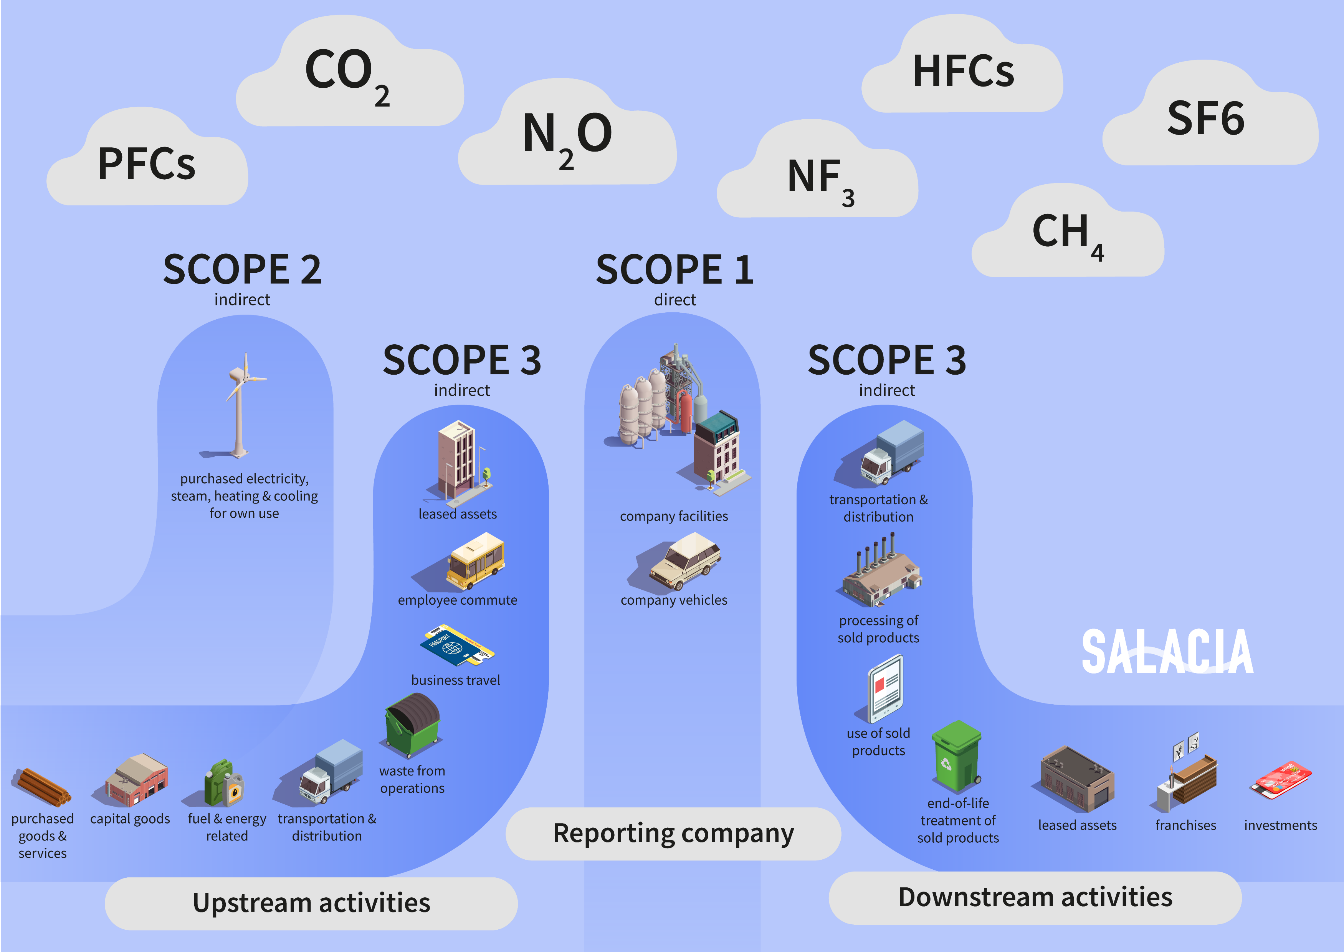 CO2
HFCs
SF6
N2O
PFCs
NF3
CH4
SCOPE 2
indirect
purchased electricity,
steam, heating & cooling
for own use
SCOPE 3
indirect
leased assets
employee commute
business travel
waste from
operations
transportation &
distribution
fuel & energy
related
capital goods
purchased
goods &
services
Upstream activities
SCOPE 1
direct
company facilities
company vehicles
Reporting company
SCOPE 3
indirect
transportation &
distribution
processing of
sold products
use of sold
products
end-of-life
treatment of
sold products
leased assets
franchises
investments
Downstream activities
SALACIA
PASSPORT